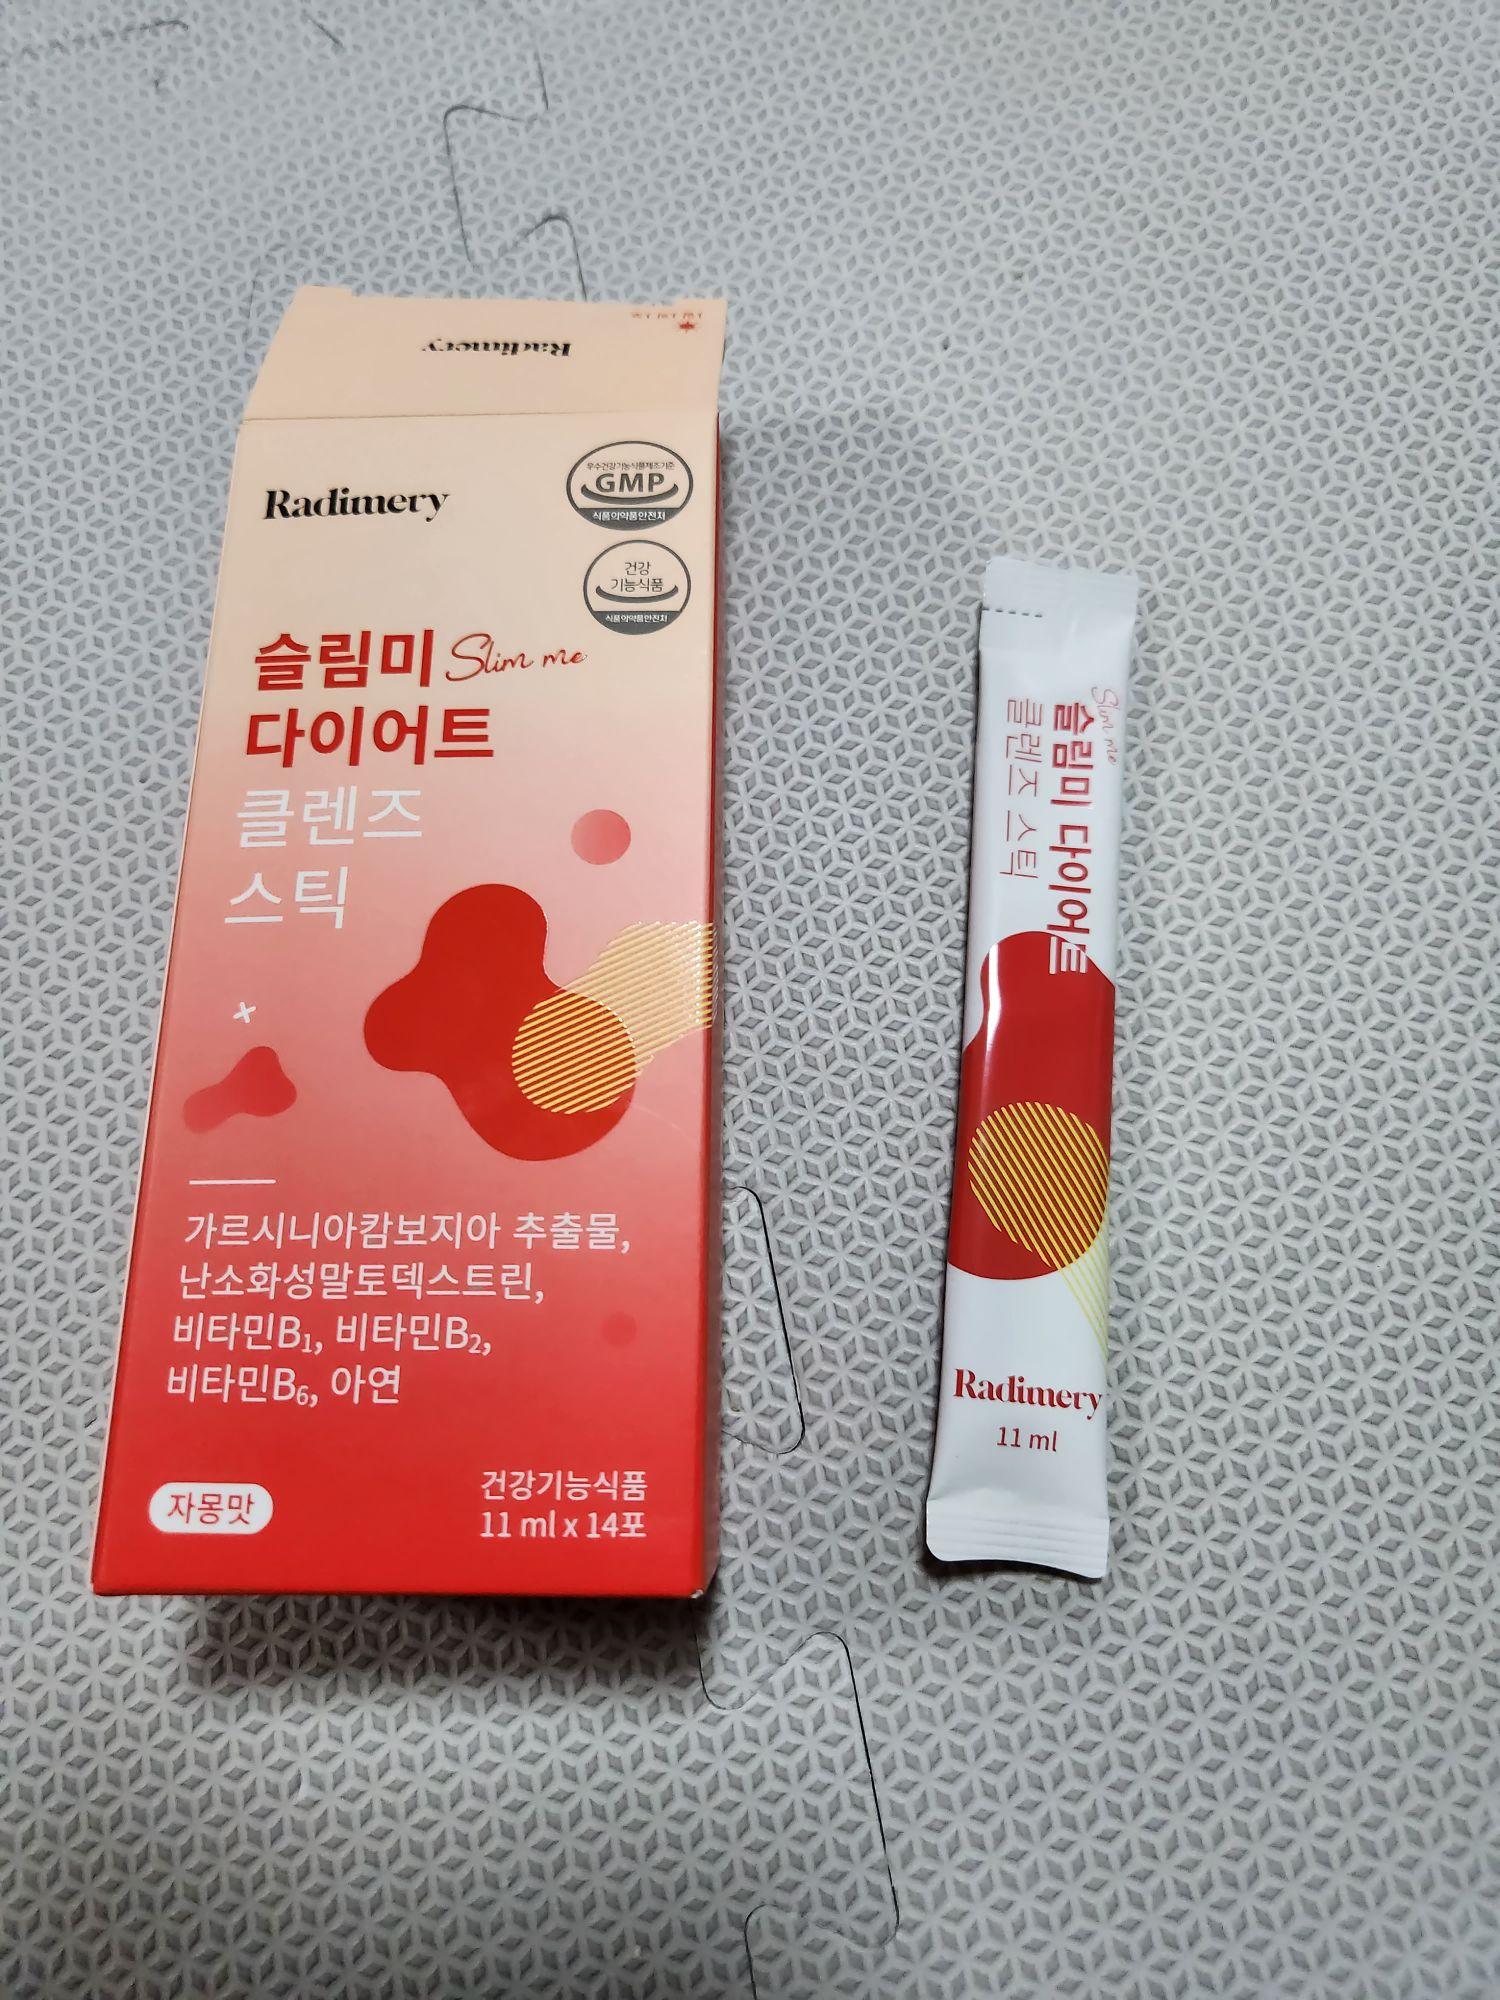 Radimery
Radimery
우수건강기능식품제조기준
GMP
식품의약품안전처
건강
기능식품
식품의약품안전처
슬림미 Slim me
다이어트
클렌즈
스틱
가르시니아캄보지아 추출물,
난소화성말토덱스트린,
비타민B₁, 비타민B₂,
비타민B₆, 아연
자몽맛
건강기능식품
11 ml x 14포
Slim me
슬림미 다이어트
클렌즈 스틱
Radimery
11 ml